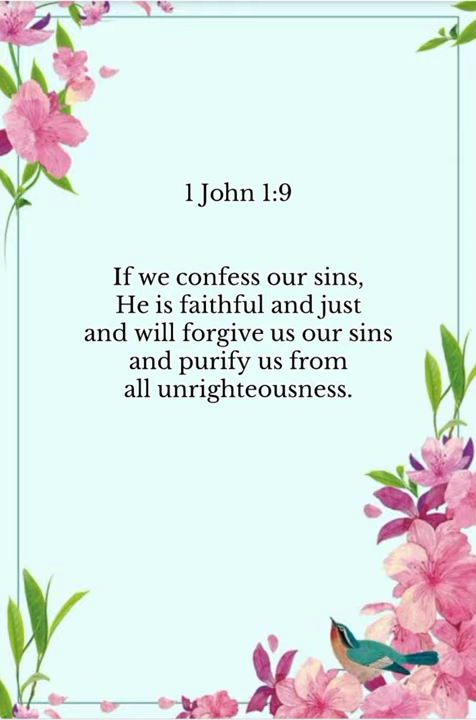 1 John 1:9
If we confess our sins,
He is faithful and just
and will forgive us our sins
and purify us from
all unrighteousness.